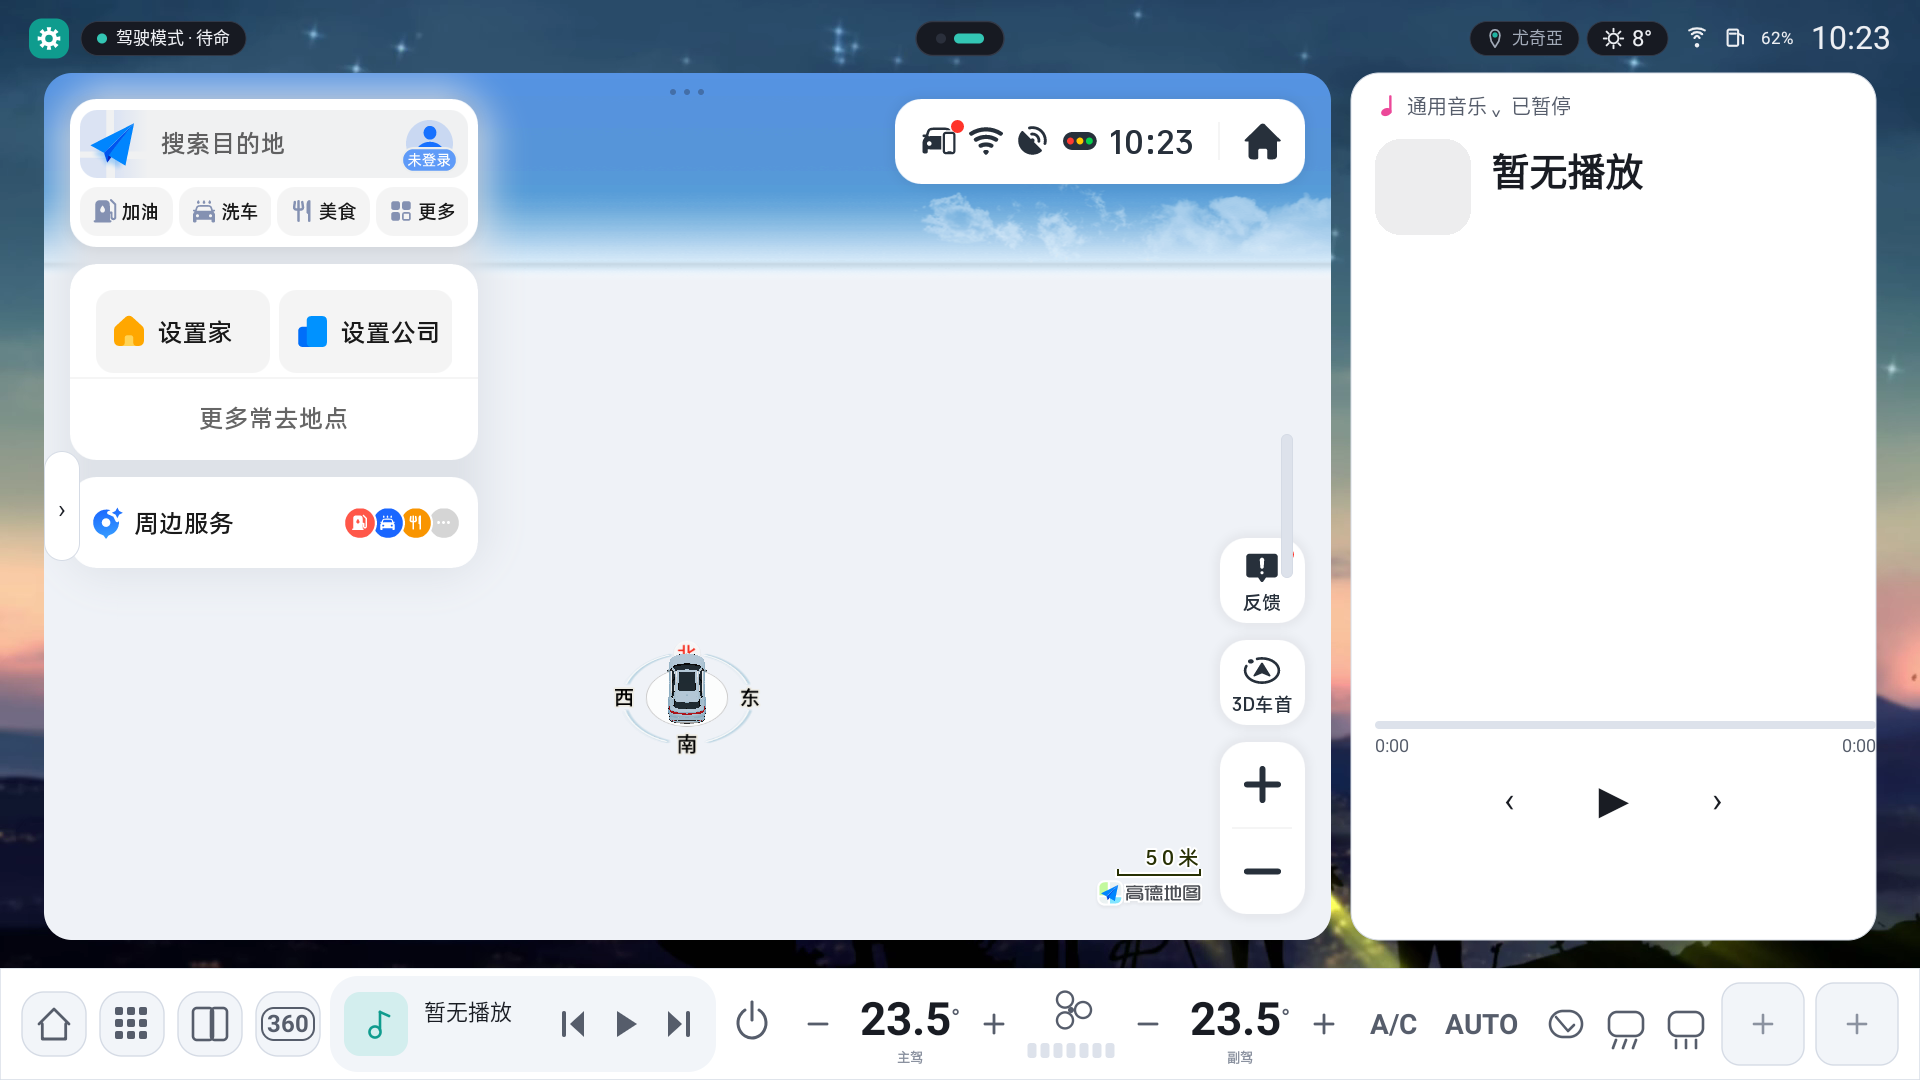 驾驶模式·待命
尤奇亞
8°
62%
10:23
搜索目的地
未登录
加油
洗车
美食
更多
10:23
设置家
设置公司
更多常去地点
周边服务
北
西
东
南
反馈
3D车首
50米
高德地图
通用音乐 已暂停
暂无播放
0:00
0:00
360
暂无播放
23.5°
主驾
23.5°
副驾
A/C
AUTO